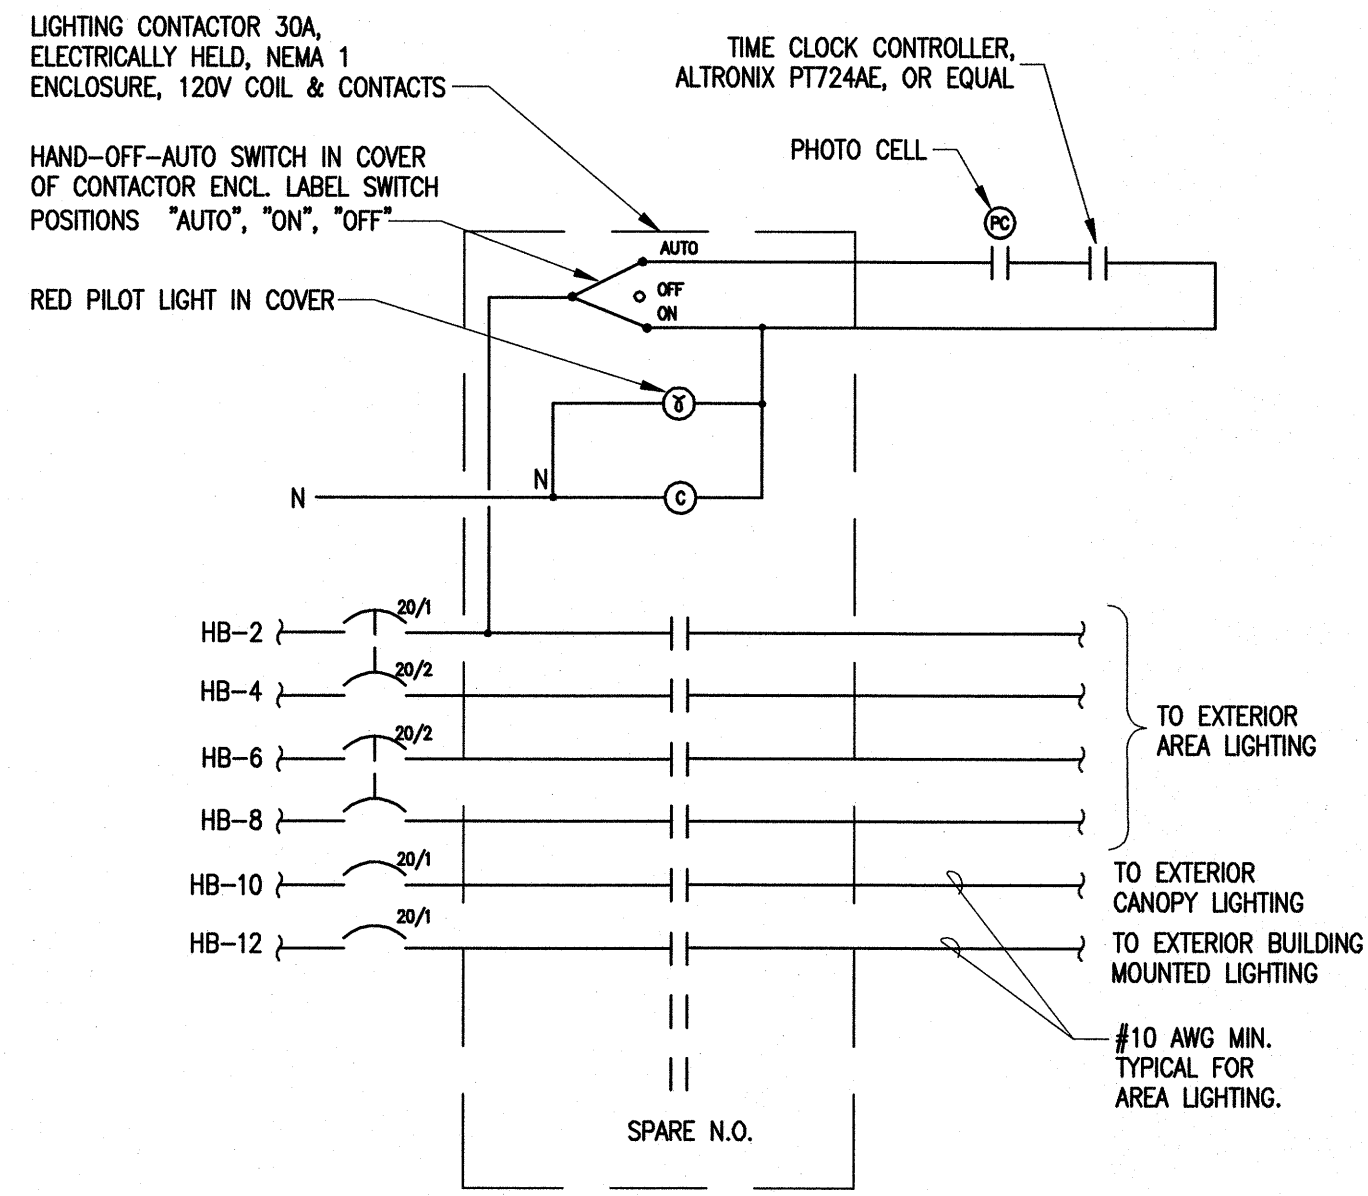 LIGHTING CONTACTOR 30A,
ELECTRICALLY HELD, NEMA 1
ENCLOSURE, 120V COIL & CONTACTS
HAND-OFF-AUTO SWITCH IN COVER
OF CONTACTOR ENCL. LABEL SWITCH
POSITIONS "AUTO", "ON", "OFF"
RED PILOT LIGHT IN COVER
TIME CLOCK CONTROLLER,
ALTRONIX PT724AE, OR EQUAL
PHOTO CELL
PC
AUTO
OFF
ON
N
N
C
HB-2
20/1
HB-4
20/2
HB-6
20/2
HB-8
HB-10
20/1
HB-12
20/1
TO EXTERIOR
AREA LIGHTING
TO EXTERIOR
CANOPY LIGHTING
TO EXTERIOR BUILDING
MOUNTED LIGHTING
#10 AWG MIN.
TYPICAL FOR
AREA LIGHTING.
SPARE N.O.